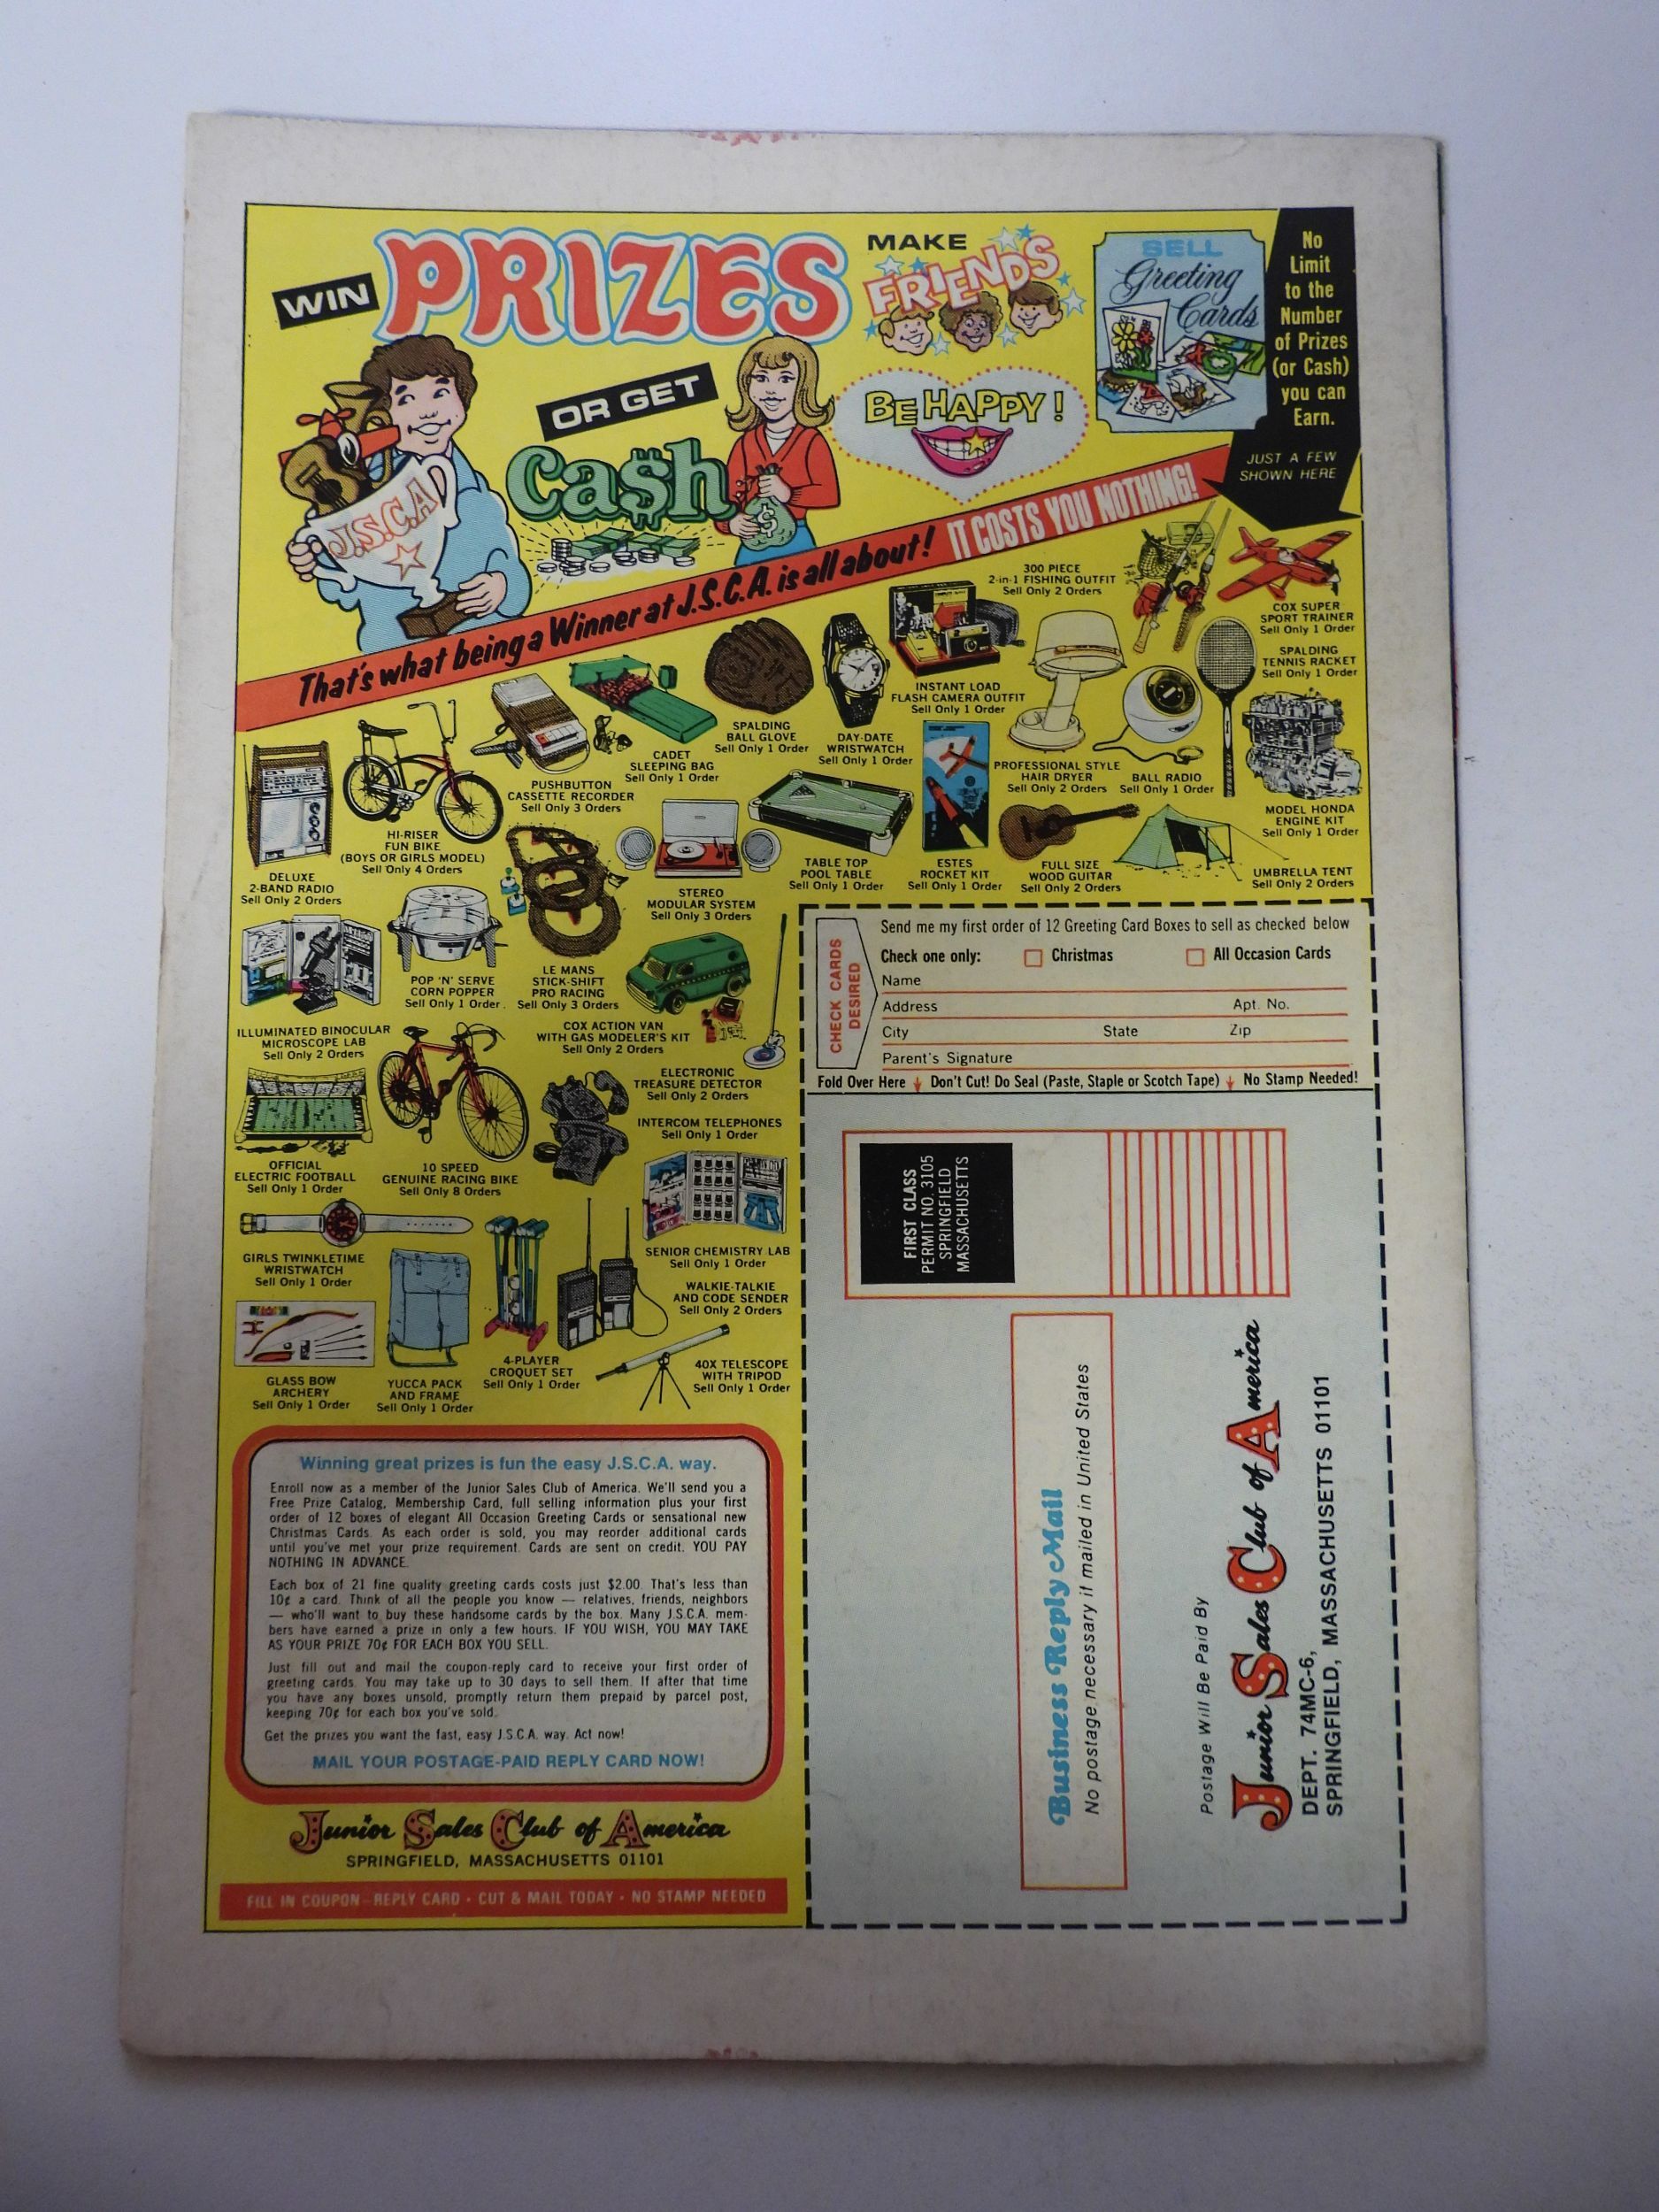 WIN PRIZES
OR GET
Ca$h
MAKE
FRIENDS
BE HAPPY!
SELL
Greeting
Cards
No
Limit
to the
Number
of Prizes
(or Cash)
you can
Earn.
JUST A FEW
SHOWN HERE
J.S.C.A
That's what being a Winner at J.S.C.A. is all about! IT COSTS YOU NOTHING!
300 PIECE
2-in-1 FISHING OUTFIT
Sell Only 2 Orders
COX SUPER
SPORT TRAINER
Sell Only 1 Order
SPALDING
TENNIS RACKET
Sell Only 1 Order
INSTANT LOAD
FLASH CAMERA OUTFIT
Sell Only 1 Order
SPALDING
BALL GLOVE
Sell Only 1 Order
DAY-DATE
WRISTWATCH
Sell Only 1 Order
CADET
SLEEPING BAG
Sell Only 1 Order
PUSHBUTTON
CASSETTE RECORDER
Sell Only 3 Orders
PROFESSIONAL STYLE
HAIR DRYER
Sell Only 2 Orders
BALL RADIO
Sell Only 1 Order
MODEL HONDA
ENGINE KIT
Sell Only 1 Order
HI-RISER
FUN BIKE
(BOYS OR GIRLS MODEL)
Sell Only 4 Orders
DELUXE
2-BAND RADIO
Sell Only 2 Orders
STEREO
MODULAR SYSTEM
Sell Only 3 Orders
TABLE TOP
POOL TABLE
Sell Only 1 Order
ESTES
ROCKET KIT
Sell Only 1 Order
FULL SIZE
WOOD GUITAR
Sell Only 2 Orders
UMBRELLA TENT
Sell Only 2 Orders
POP 'N' SERVE
CORN POPPER
Sell Only 1 Order
LE MANS
STICK-SHIFT
PRO RACING
Sell Only 3 Orders
ILLUMINATED BINOCULAR
MICROSCOPE LAB
Sell Only 2 Orders
COX ACTION VAN
WITH GAS MODELER'S KIT
Sell Only 2 Orders
ELECTRONIC
TREASURE DETECTOR
Sell Only 2 Orders
INTERCOM TELEPHONES
Sell Only 1 Order
OFFICIAL
ELECTRIC FOOTBALL
Sell Only 1 Order
10 SPEED
GENUINE RACING BIKE
Sell Only 8 Orders
GIRLS TWINKLETIME
WRISTWATCH
Sell Only 1 Order
SENIOR CHEMISTRY LAB
Sell Only 1 Order
WALKIE-TALKIE
AND CODE SENDER
Sell Only 2 Orders
GLASS BOW
ARCHERY
Sell Only 1 Order
YUCCA PACK
AND FRAME
Sell Only 1 Order
4-PLAYER
CROQUET SET
Sell Only 1 Order
40X TELESCOPE
WITH TRIPOD
Sell Only 1 Order
Winning great prizes is fun the easy J.S.C.A. way.
Enroll now as a member of the Junior Sales Club of America. We'll send you a
Free Prize Catalog, Membership Card, full selling information plus your first
order of 12 boxes of elegant All Occasion Greeting Cards or sensational new
Christmas Cards. As each order is sold, you may reorder additional cards
until you've met your prize requirement. Cards are sent on credit. YOU PAY
NOTHING IN ADVANCE.
Each box of 21 fine quality greeting cards costs just $2.00. That's less than
10¢ a card. Think of all the people you know — relatives, friends, neighbors
— who'll want to buy these handsome cards by the box. Many J.S.C.A. mem-
bers have earned a prize in only a few hours. IF YOU WISH, YOU MAY TAKE
AS YOUR PRIZE 70¢ FOR EACH BOX YOU SELL.
Just fill out and mail the coupon-reply card to receive your first order of
greeting cards. You may take up to 30 days to sell them. If after that time
you have any boxes unsold, promptly return them prepaid by parcel post,
keeping 70¢ for each box you've sold.
Get the prizes you want the fast, easy J.S.C.A. way. Act now!
MAIL YOUR POSTAGE-PAID REPLY CARD NOW!
Junior Sales Club of America
SPRINGFIELD, MASSACHUSETTS 01101
FILL IN COUPON-REPLY CARD • CUT & MAIL TODAY • NO STAMP NEEDED
CHECK CARDS
DESIRED
Send me my first order of 12 Greeting Card Boxes to sell as checked below
Check one only: Christmas All Occasion Cards
Name
Address Apt. No.
City State Zip
Parent's Signature
Fold Over Here Don't Cut! Do Seal (Paste, Staple or Scotch Tape) No Stamp Needed!
FIRST CLASS
PERMIT NO. 3105
SPRINGFIELD
MASSACHUSETTS
Business Reply Mail
No postage necessary if mailed in United States
Postage Will Be Paid By
Junior Sales Club of America
DEPT. 74MC-6,
SPRINGFIELD, MASSACHUSETTS 01101